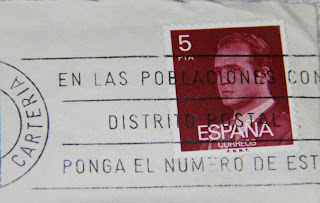 5
PTA
EN LAS POBLACIONES CON
DISTRITO POSTAL
PONGA EL NUMERO DE EST
CARTERIA
ESPAÑA
CORREOS
F.N.M.T.